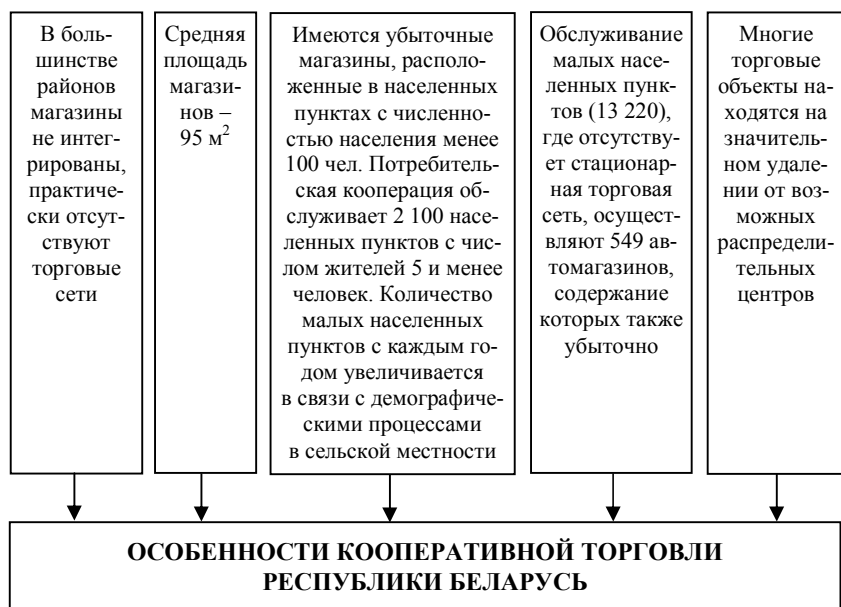 В боль-
шинстве
районов
магазины
не интег-
рированы,
практиче-
ски отсут-
ствуют
торговые
сети
Средняя
площадь
магази-
нов –
95 м²
Имеются убыточные
магазины, располо-
женные в населенных
пунктах с числен-
ностью населения менее
100 чел. Потребитель-
ская кооперация об-
служивает 2 100 насе-
ленных пунктов с чис-
лом жителей 5 и менее
человек. Количество
малых населенных
пунктов с каждым го-
дом увеличивается
в связи с демографиче-
скими процессами
в сельской местности
Обслуживание
малых насе-
ленных пунк-
тов (13 220),
где отсутству-
ет стационар-
ная торговая
сеть, осущест-
вляют 549 ав-
томагазинов,
содержание
которых также
убыточно
Многие
торговые
объекты на-
ходятся на
значитель-
ном удале-
нии от воз-
можных
распредели-
тельных
центров
ОСОБЕННОСТИ КООПЕРАТИВНОЙ ТОРГОВЛИ
РЕСПУБЛИКИ БЕЛАРУСЬ